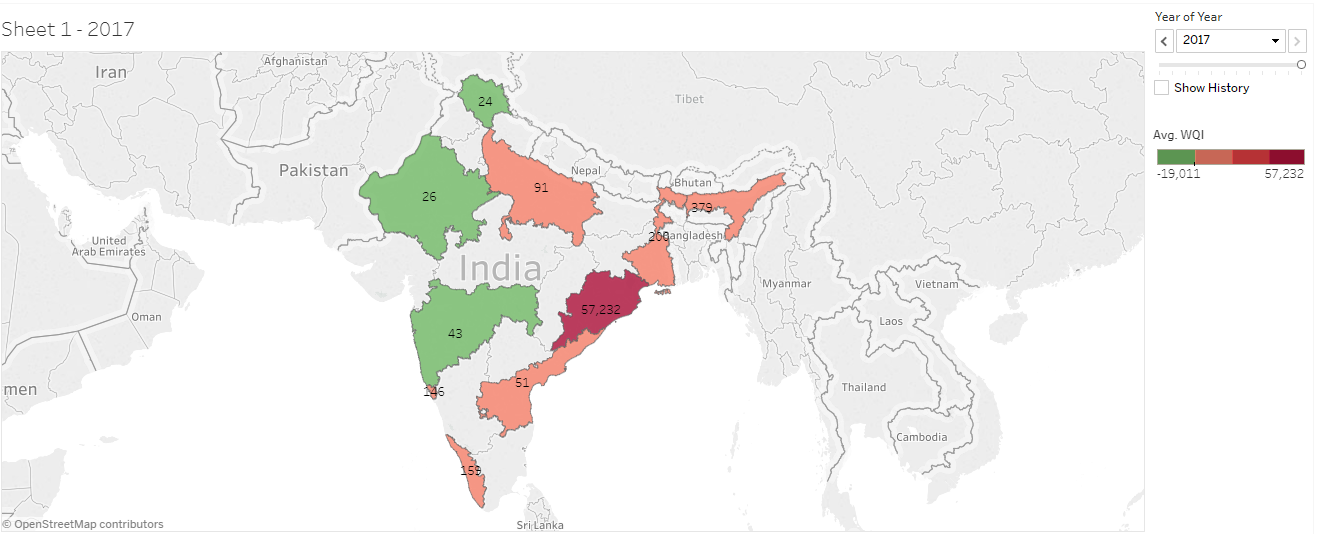 Sheet 1 - 2017
Year of Year
2017
Show History
Avg. WQI
-19,011 57,232
Iran
Afghanistan
Tibet
Pakistan
Nepal
Bhutan
Bangladesh
United
Arab Emirates
India
Oman
men
Myanmar
Vietnam
Laos
Thailand
Cambodia
Sri Lanka
24
26
91
379
200
57,232
43
146
51
159
© OpenStreetMap contributors